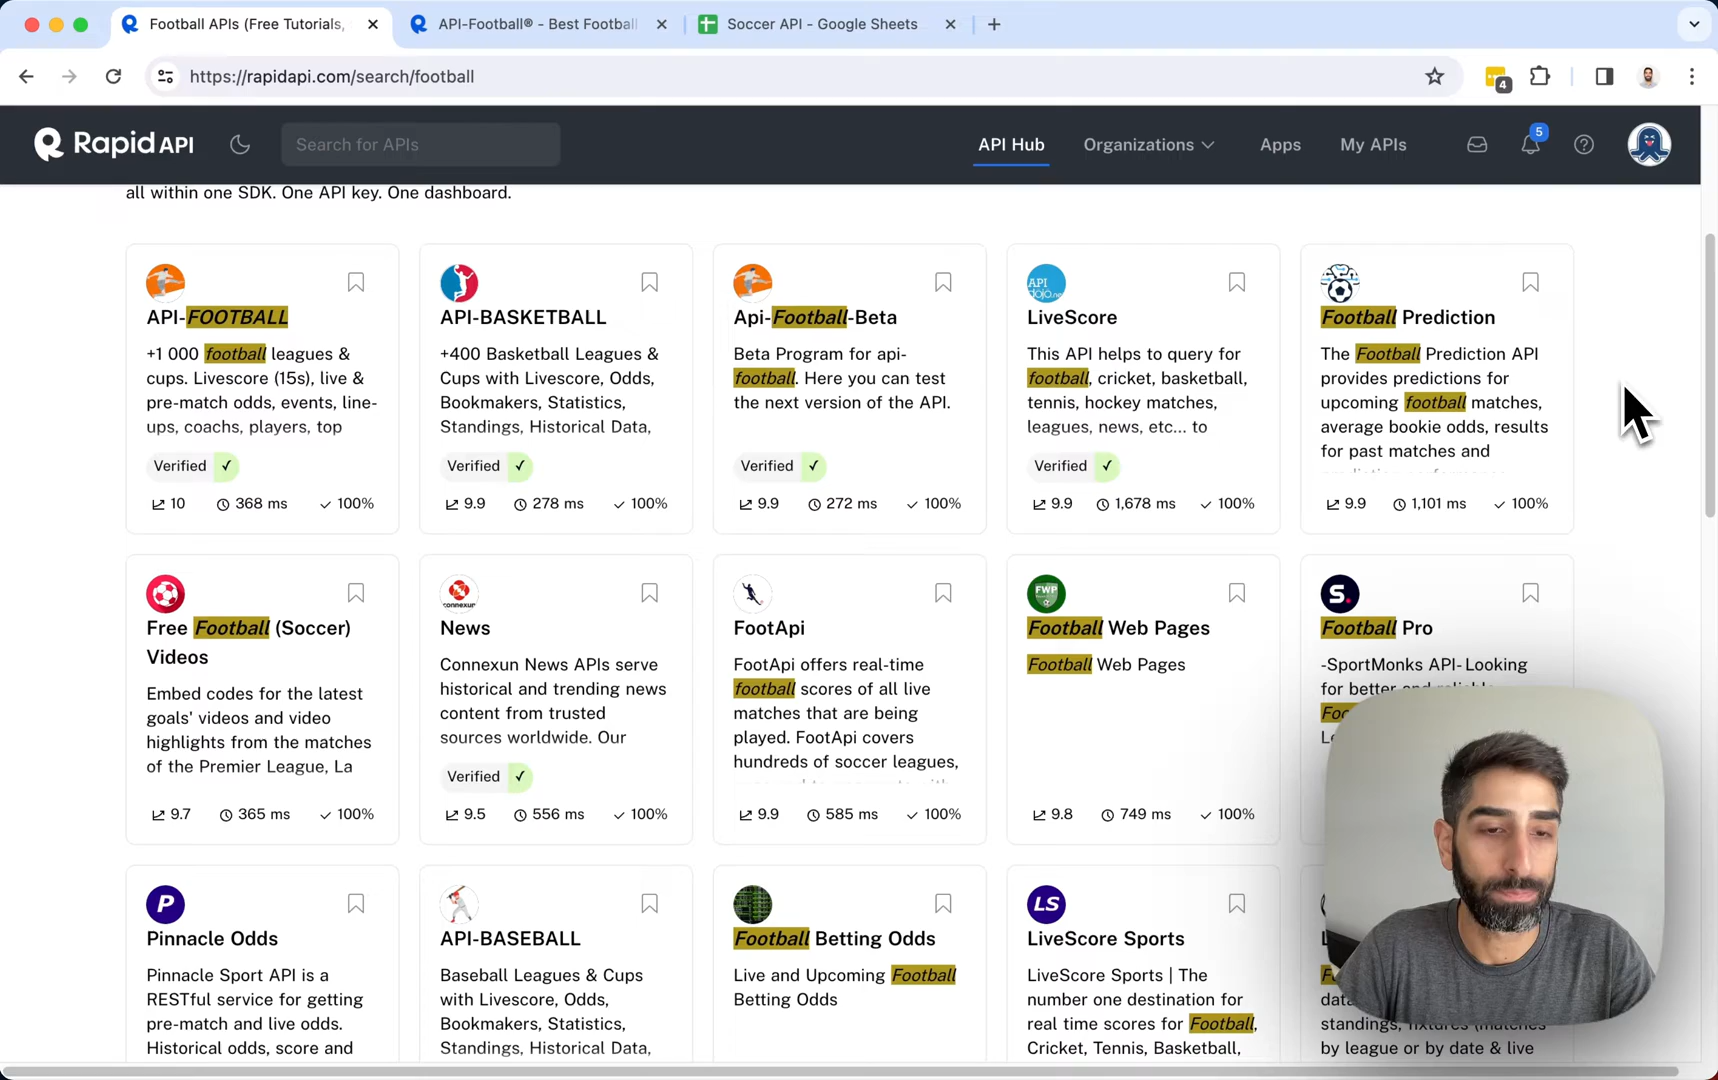 Football APIs (Free Tutorials,
API-Football® - Best Football
Soccer API - Google Sheets
https://rapidapi.com/search/football
4
Rapid API
Search for APIs
API Hub
Organizations
Apps
My APIs
5
all within one SDK. One API key. One dashboard.
API-FOOTBALL
+1 000 football leagues &
cups. Livescore (15s), live &
pre-match odds, events, line-
ups, coachs, players, top
Verified ✓
10 368 ms 100%
API-BASKETBALL
+400 Basketball Leagues &
Cups with Livescore, Odds,
Bookmakers, Statistics,
Standings, Historical Data,
Verified ✓
9.9 278 ms 100%
Api-Football-Beta
Beta Program for api-
football. Here you can test
the next version of the API.
Verified ✓
9.9 272 ms 100%
API
dojo.net
LiveScore
This API helps to query for
football, cricket, basketball,
tennis, hockey matches,
leagues, news, etc... to
Verified ✓
9.9 1,678 ms 100%
Football Prediction
The Football Prediction API
provides predictions for
upcoming football matches,
average bookie odds, results
for past matches and
9.9 1,101 ms 100%
Free Football (Soccer)
Videos
Embed codes for the latest
goals' videos and video
highlights from the matches
of the Premier League, La
9.7 365 ms 100%
connexun
News
Connexun News APIs serve
historical and trending news
content from trusted
sources worldwide. Our
Verified ✓
9.5 556 ms 100%
FootApi
FootApi offers real-time
football scores of all live
matches that are being
played. FootApi covers
hundreds of soccer leagues,
9.9 585 ms 100%
FWP
Football Web Pages
Football Web Pages
9.8 749 ms 100%
S.
Football Pro
-SportMonks API- Looking
for better and reliable
P
Pinnacle Odds
Pinnacle Sport API is a
RESTful service for getting
pre-match and live odds.
Historical odds, score and
API-BASEBALL
Baseball Leagues & Cups
with Livescore, Odds,
Bookmakers, Statistics,
Standings, Historical Data,
Football Betting Odds
Live and Upcoming Football
Betting Odds
LS
LiveScore Sports
LiveScore Sports | The
number one destination for
real time scores for Football,
Cricket, Tennis, Basketball,
standings, fixtures (matches
by league or by date & live